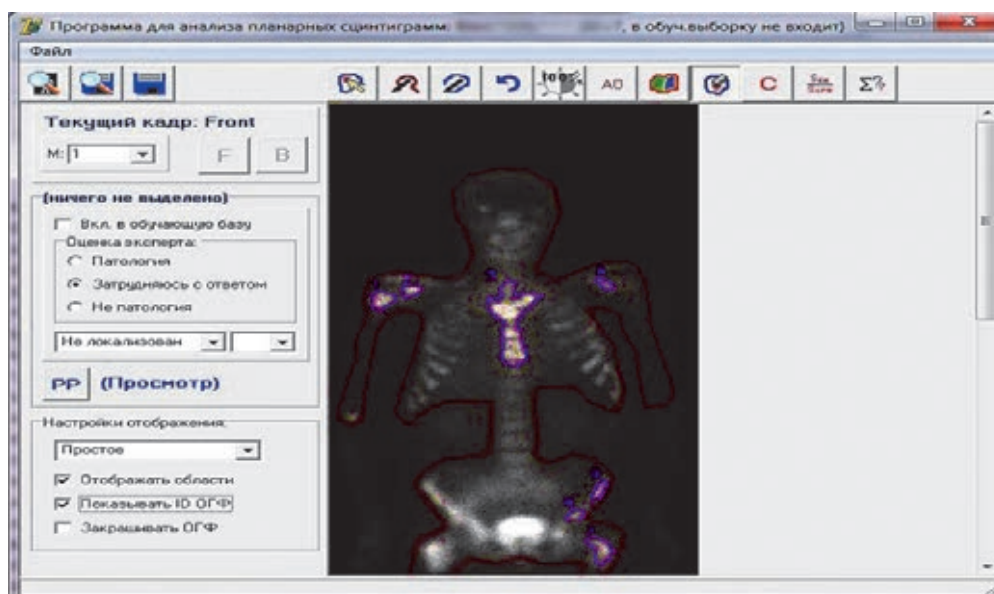 Программа для анализа планарных сцинтиграмм: , в обуч.выборку не входит)
Файл
C
Текущий кадр: Front
М: 1
F B
(ничего не выделено)
Вкл. в обучающую базу
Оценка эксперта:
Патология
Затрудняюсь с ответом
Не патология
Не локализован
PP (Просмотр)
Настройки отображения:
Простое
Отображать области
Показывать ID ОГФ
Закрашивать ОГФ